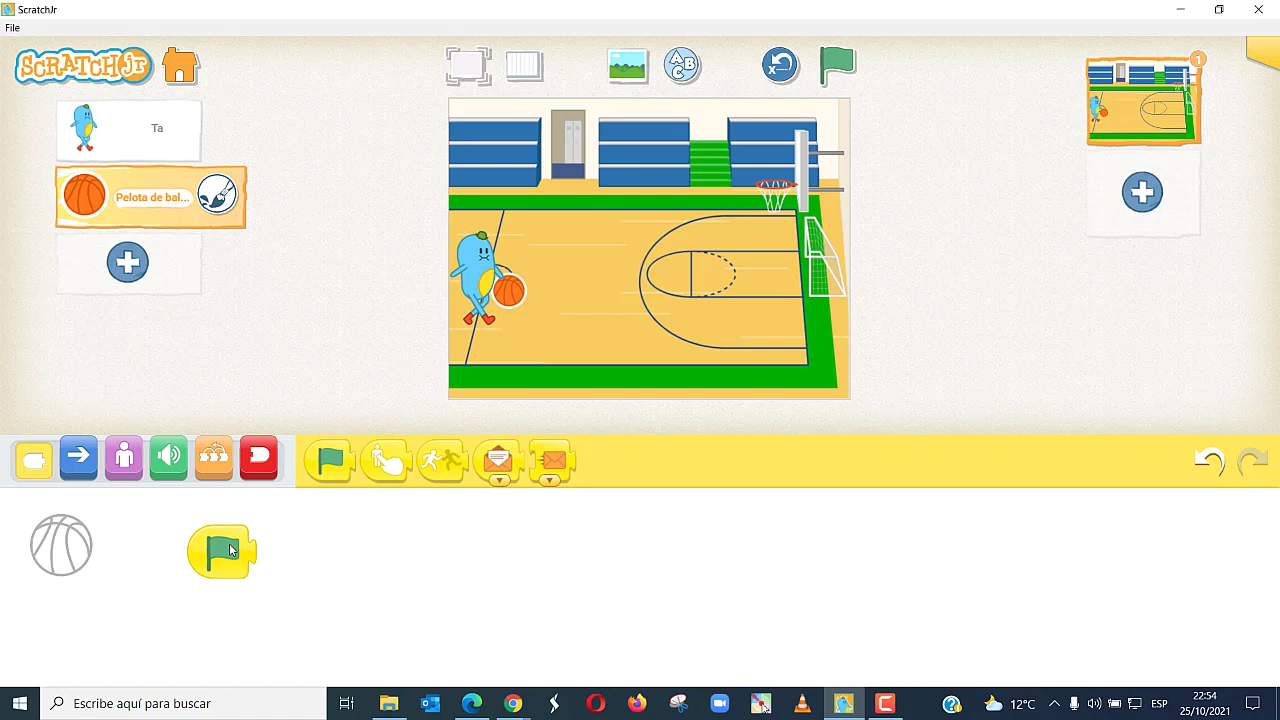 ScratchJr
File
SCRATCHJr
A B
C
x
1
Ta
Pelota de bal...
Escribe aquí para buscar
12°C
ESP
22:54
25/10/2021